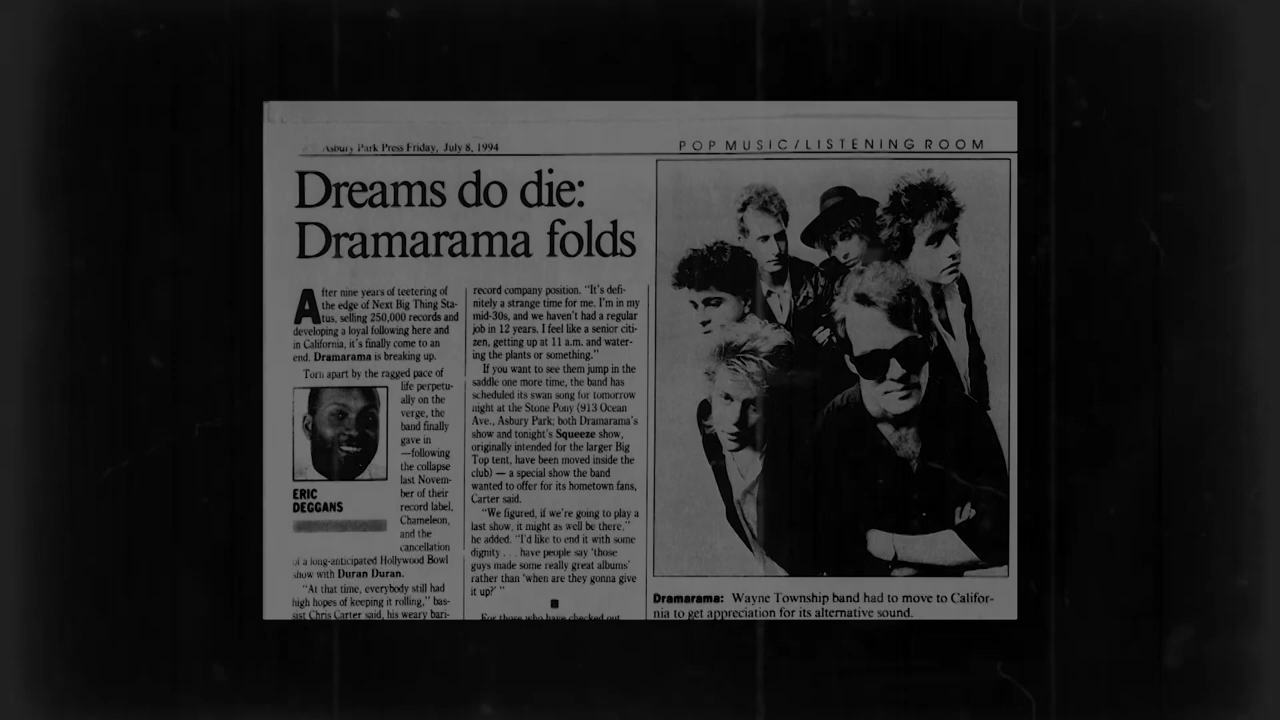 Asbury Park Press Friday, July 8, 1994
POP MUSIC/LISTENING ROOM
Dreams do die:
Dramarama folds
After nine years of teetering of
the edge of Next Big Thing Sta-
tus, selling 250,000 records and
developing a loyal following here and
in California, it's finally come to an
end. Dramarama is breaking up.
Torn apart by the ragged pace of
life perpetu-
ally on the
verge, the
band finally
gave in
—following
the collapse
last Novem-
ber of their
record label,
Chameleon,
and the
cancellation
ERIC
DEGGANS
of a long-anticipated Hollywood Bowl
show with Duran Duran.
"At that time, everybody still had
high hopes of keeping it rolling," bas-
sist Chris Carter said, his weary bari-
record company position. "It's defi-
nitely a strange time for me. I'm in my
mid-30s, and we haven't had a regular
job in 12 years. I feel like a senior citi-
zen, getting up at 11 a.m. and water-
ing the plants or something."
If you want to see them jump in the
saddle one more time, the band has
scheduled its swan song for tomorrow
night at the Stone Pony (913 Ocean
Ave., Asbury Park; both Dramarama's
show and tonight's Squeeze show,
originally intended for the larger Big
Top tent, have been moved inside the
club) — a special show the band
wanted to offer for its hometown fans,
Carter said.
"We figured, if we're going to play a
last show, it might as well be there,"
he added. "I'd like to end it with some
dignity . . . have people say 'those
guys made some really great albums'
rather than 'when are they gonna give
it up?' "
For those who have checked out
Dramarama: Wayne Township band had to move to Califor-
nia to get appreciation for its alternative sound.